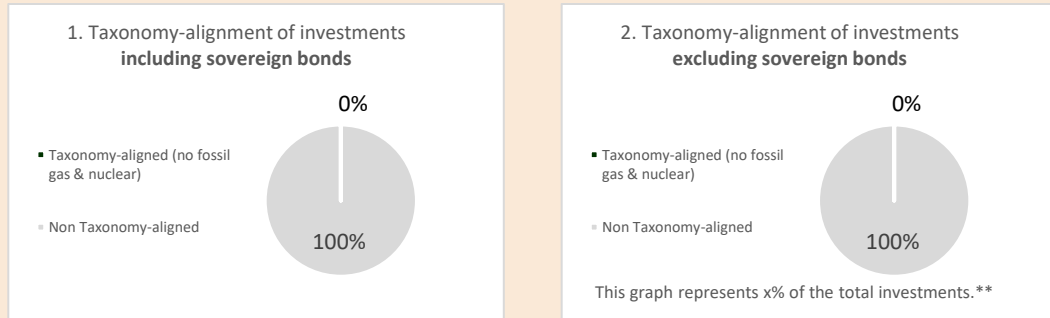 1. Taxonomy-alignment of investments
including sovereign bonds
0%
Taxonomy-aligned (no fossil
gas & nuclear)
Non Taxonomy-aligned
100%
2. Taxonomy-alignment of investments
excluding sovereign bonds
0%
Taxonomy-aligned (no fossil
gas & nuclear)
Non Taxonomy-aligned
100%
This graph represents x% of the total investments.**